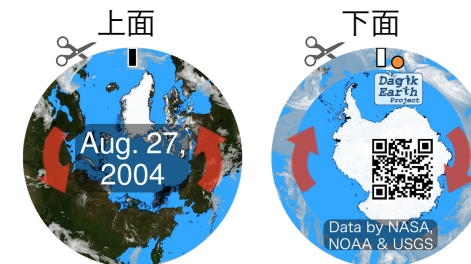 上面
下面
Aug. 27,
2004
Dagik
Earth
Project
Data by NASA,
NOAA & USGS